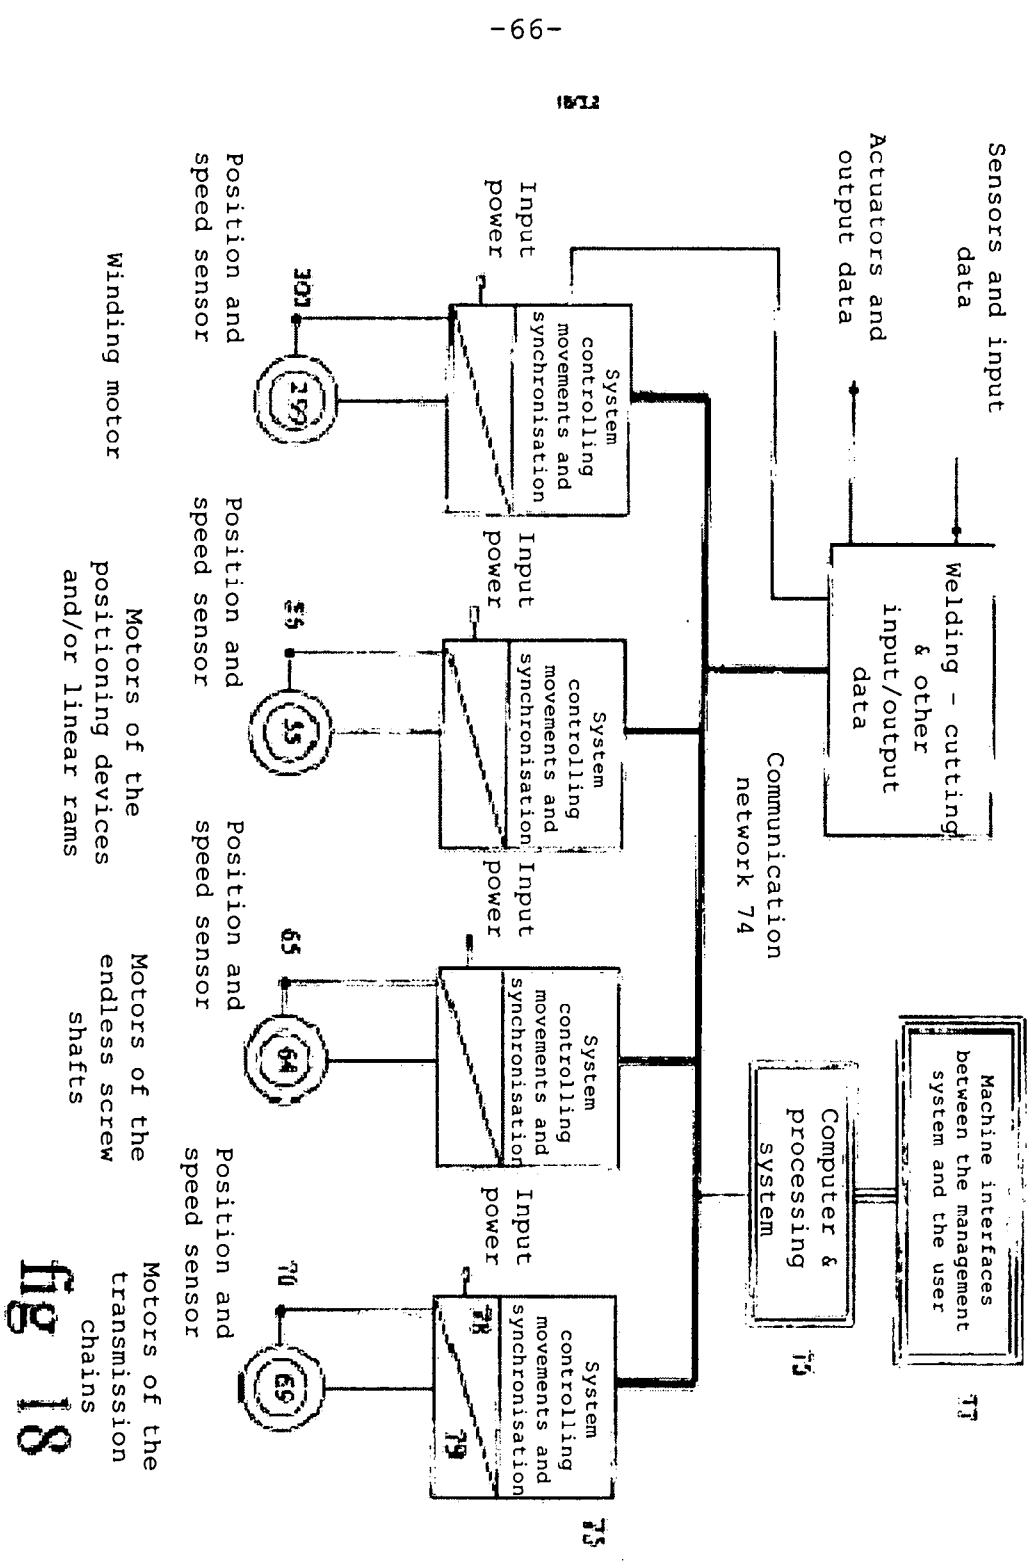 -66-
Sensors and input
data
Actuators and
output data
Welding - cutting
& other
input/output
data
Machine interfaces
between the management
system and the user
77
Computer &
processing
system
Communication
network 74
Input
power
System
controlling
movements and
synchronisation
Input
power
System
controlling
movements and
synchronisation
Input
power
System
controlling
movements and
synchronisation
Input
power
System
controlling
movements and
synchronisation
78
79
75
Position and
speed sensor
Position and
speed sensor
65
64
Position and
speed sensor
70
69
Position and
speed sensor
Winding motor
Motors of the
positioning devices
and/or linear rams
Motors of the
endless screw
shafts
Motors of the
transmission
chains
fig 18